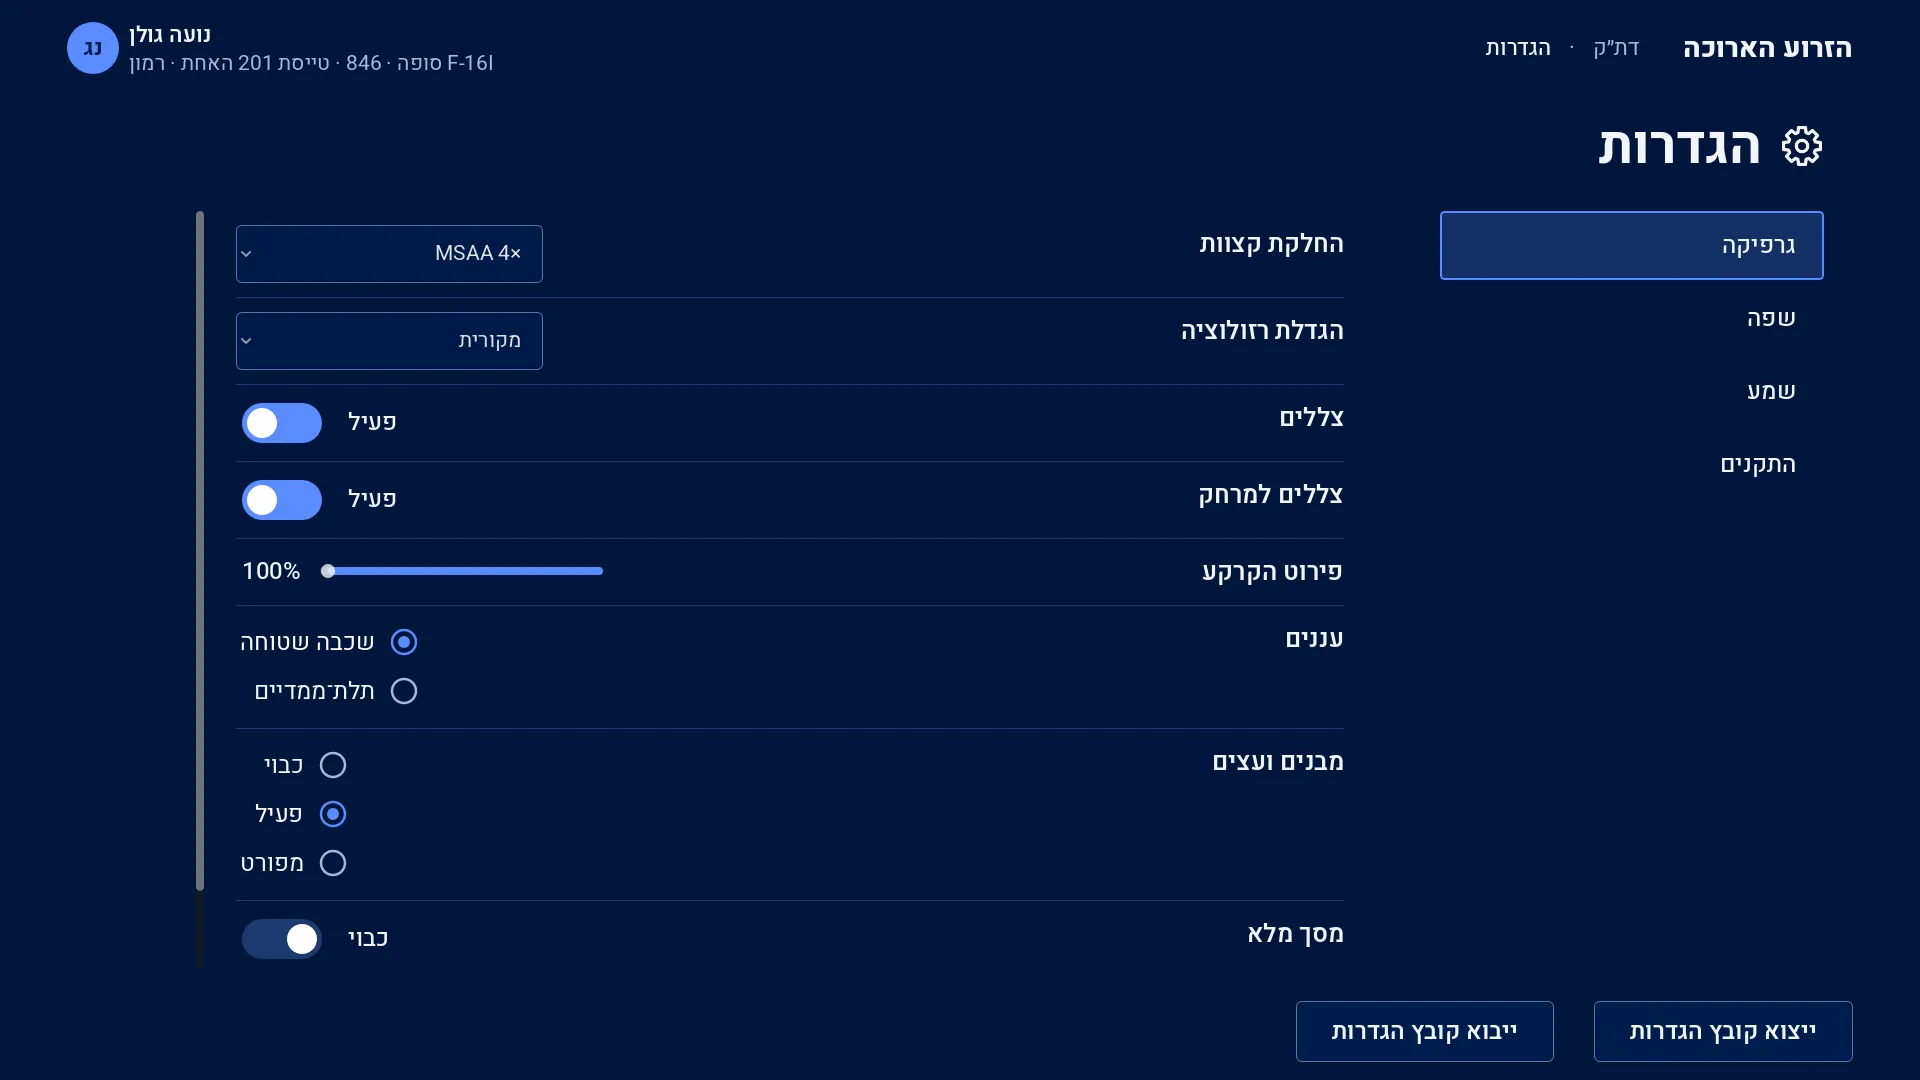 הזרוע הארוכה
דת״ק · הגדרות
נועה גולן
F-16I סופה · 846 · טייסת 201 האחת · רמון
נג
הגדרות
גרפיקה
שפה
שמע
התקנים
החלקת קצוות
MSAA 4×
הגדלת רזולוציה
מקורית
צללים
פעיל
צללים למרחק
פעיל
פירוט הקרקע
100%
עננים
שכבה שטוחה
תלת־ממדיים
מבנים ועצים
כבוי
פעיל
מפורט
מסך מלא
כבוי
ייצוא קובץ הגדרות
ייבוא קובץ הגדרות